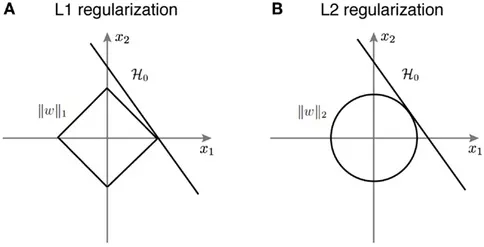 A L1 regularization
x₂
ℋ₀
‖w‖₁
x₁
B L2 regularization
x₂
ℋ₀
‖w‖₂
x₁